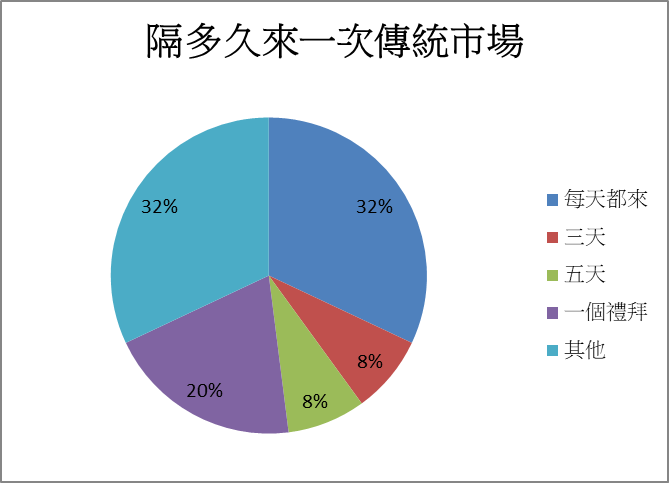 隔多久來一次傳統市場
32%
32%
8%
8%
20%
每天都來
三天
五天
一個禮拜
其他